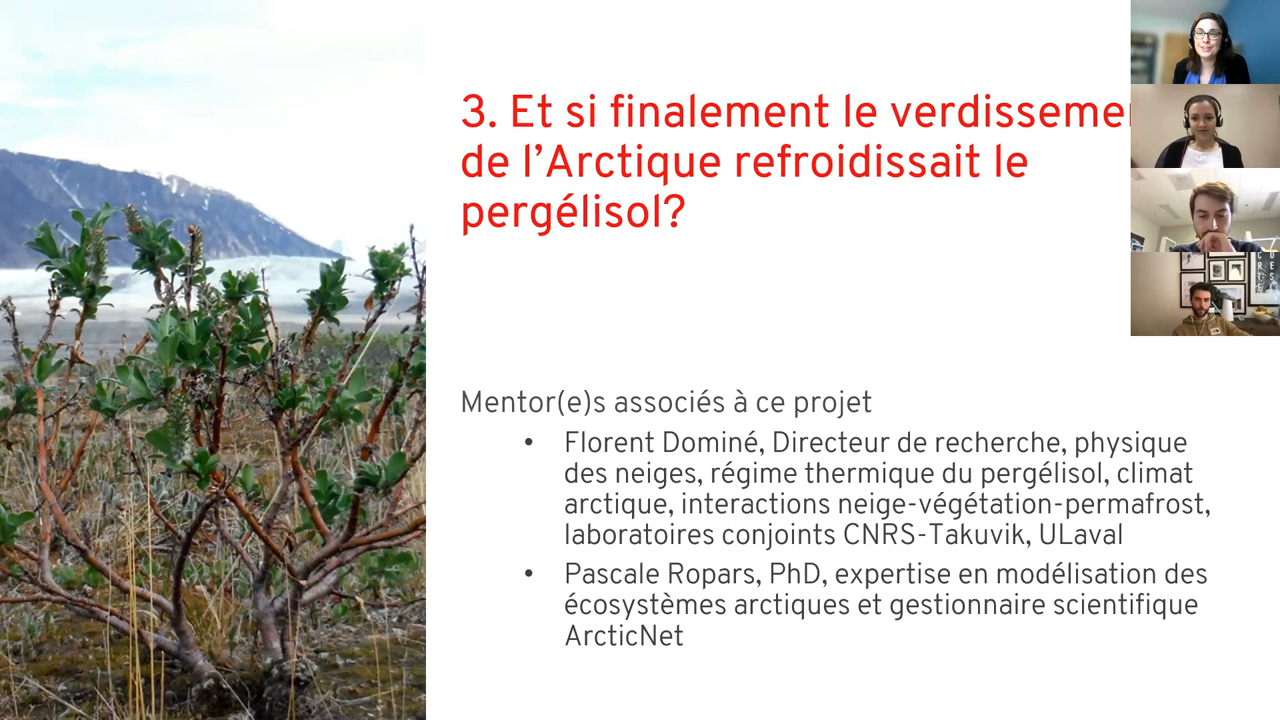 3. Et si finalement le verdisseme
de l'Arctique refroidissait le
pergélisol?
Mentor(e)s associés à ce projet
• Florent Dominé, Directeur de recherche, physique
des neiges, régime thermique du pergélisol, climat
arctique, interactions neige-végétation-permafrost,
laboratoires conjoints CNRS-Takuvik, ULaval
• Pascale Ropars, PhD, expertise en modélisation des
écosystèmes arctiques et gestionnaire scientifique
ArcticNet